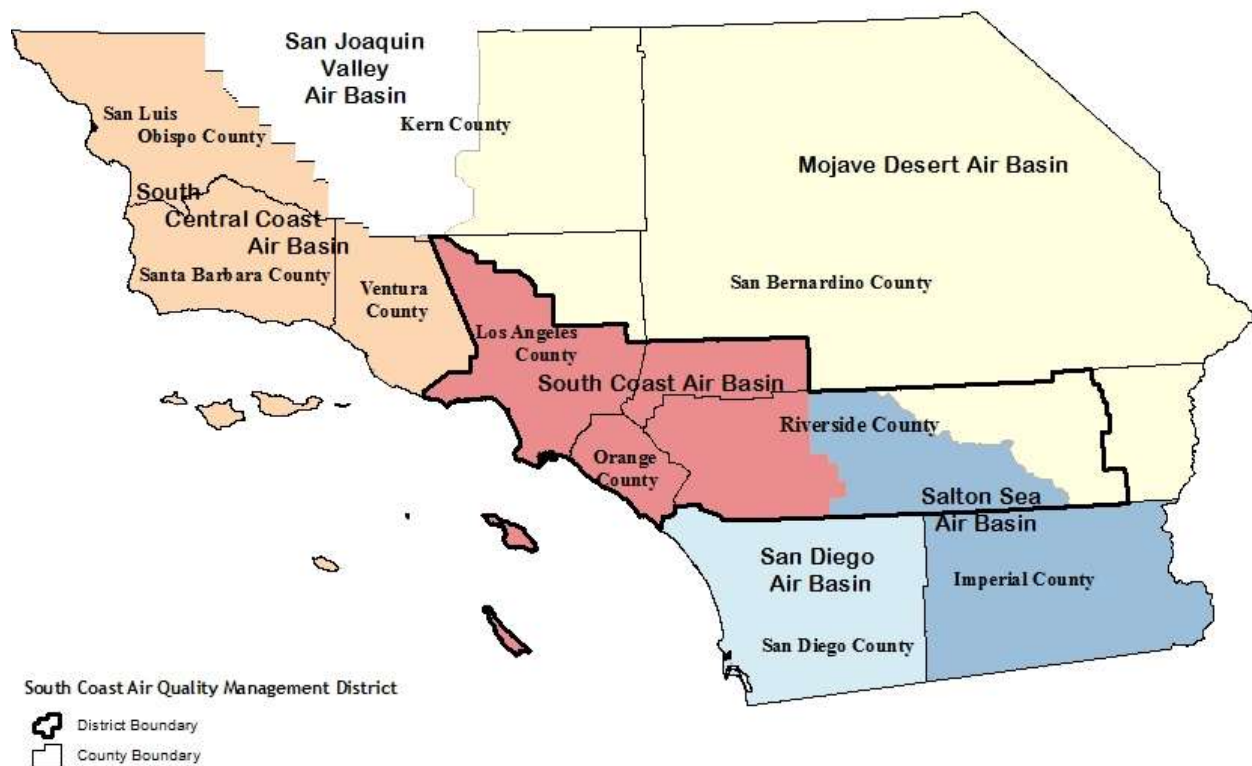 San Joaquin
Valley
Air Basin
San Luis
Obispo County
Kern County
Mojave Desert Air Basin
South
Central Coast
Air Basin
Santa Barbara County
Ventura
County
San Bernardino County
Los Angeles
County
South Coast Air Basin
Riverside County
Orange
County
Salton Sea
Air Basin
San Diego
Air Basin
Imperial County
San Diego County
South Coast Air Quality Management District
District Boundary
County Boundary